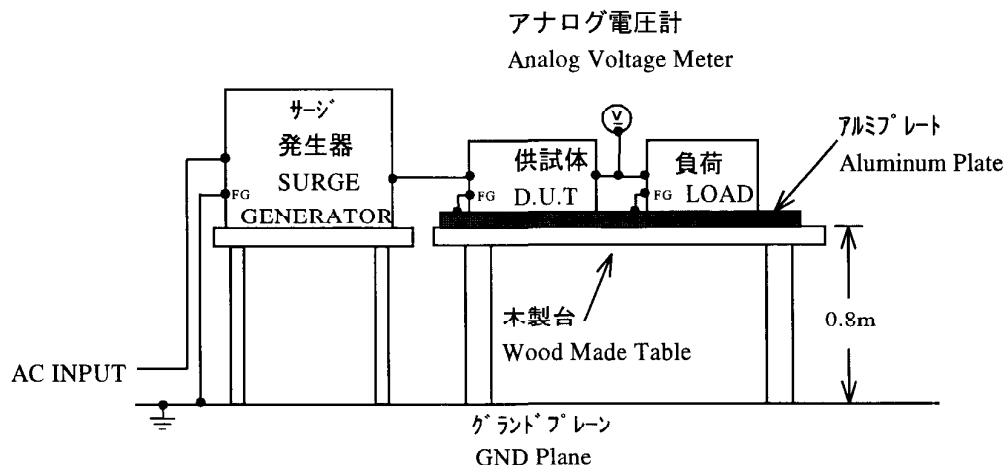 アナログ電圧計
Analog Voltage Meter
サージ
発生器
SURGE
GENERATOR
FG
V
供試体
D.U.T
FG
負荷
LOAD
FG
アルミプレート
Aluminum Plate
木製台
Wood Made Table
0.8m
AC INPUT
グランドプレーン
GND Plane